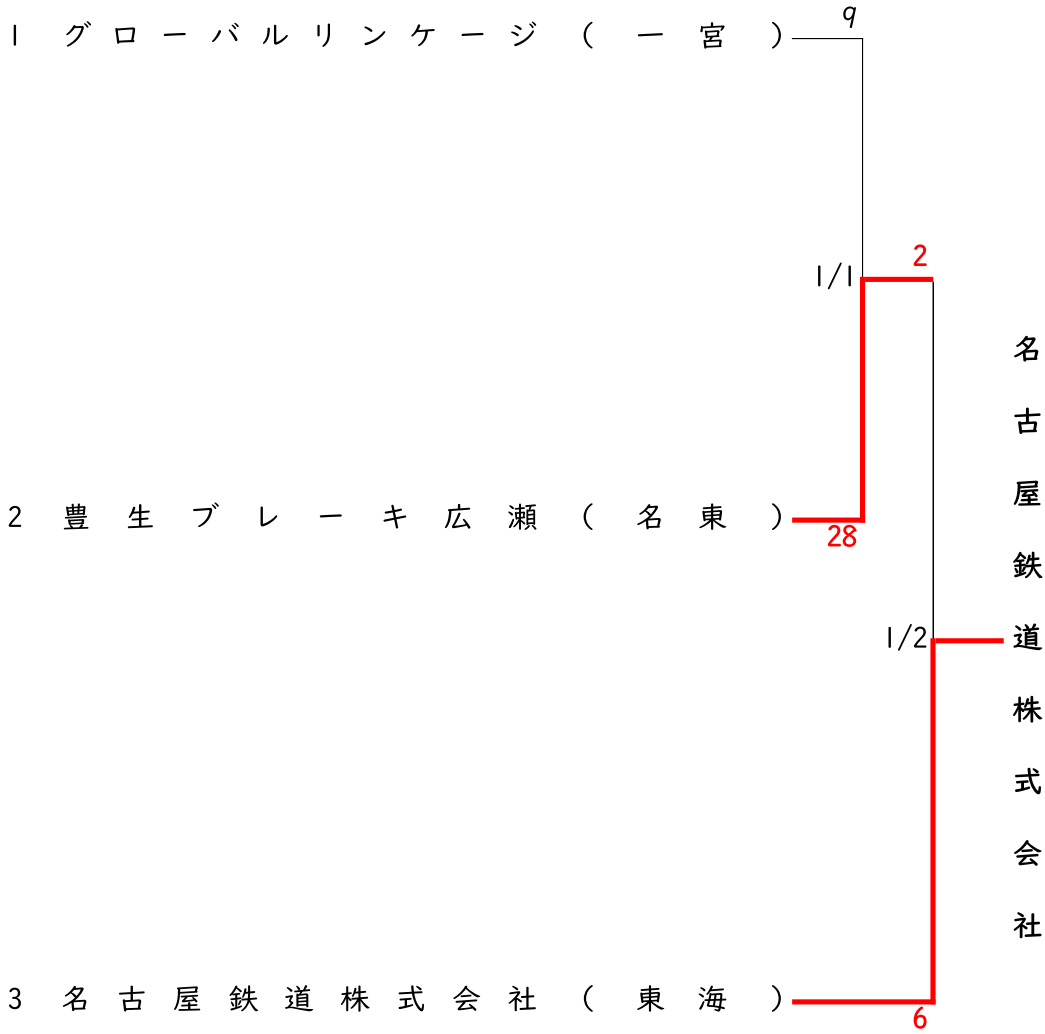 1 グローバルリンケージ(一宮) 9
1/1 2
2 豊生ブレーキ広瀬(名東) 28
1/2
名古屋鉄道株式会社
3 名古屋鉄道株式会社(東海) 6